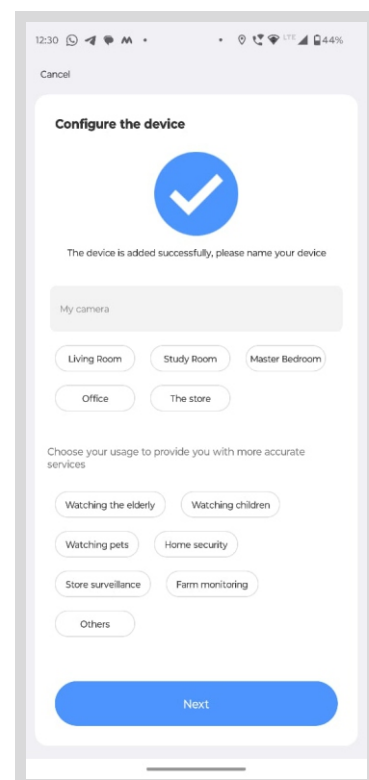 12:30 LTE 44%
Cancel
Configure the device
The device is added successfully, please name your device
My camera
Living Room Study Room Master Bedroom
Office The store
Choose your usage to provide you with more accurate
services
Watching the elderly Watching children
Watching pets Home security
Store surveillance Farm monitoring
Others
Next